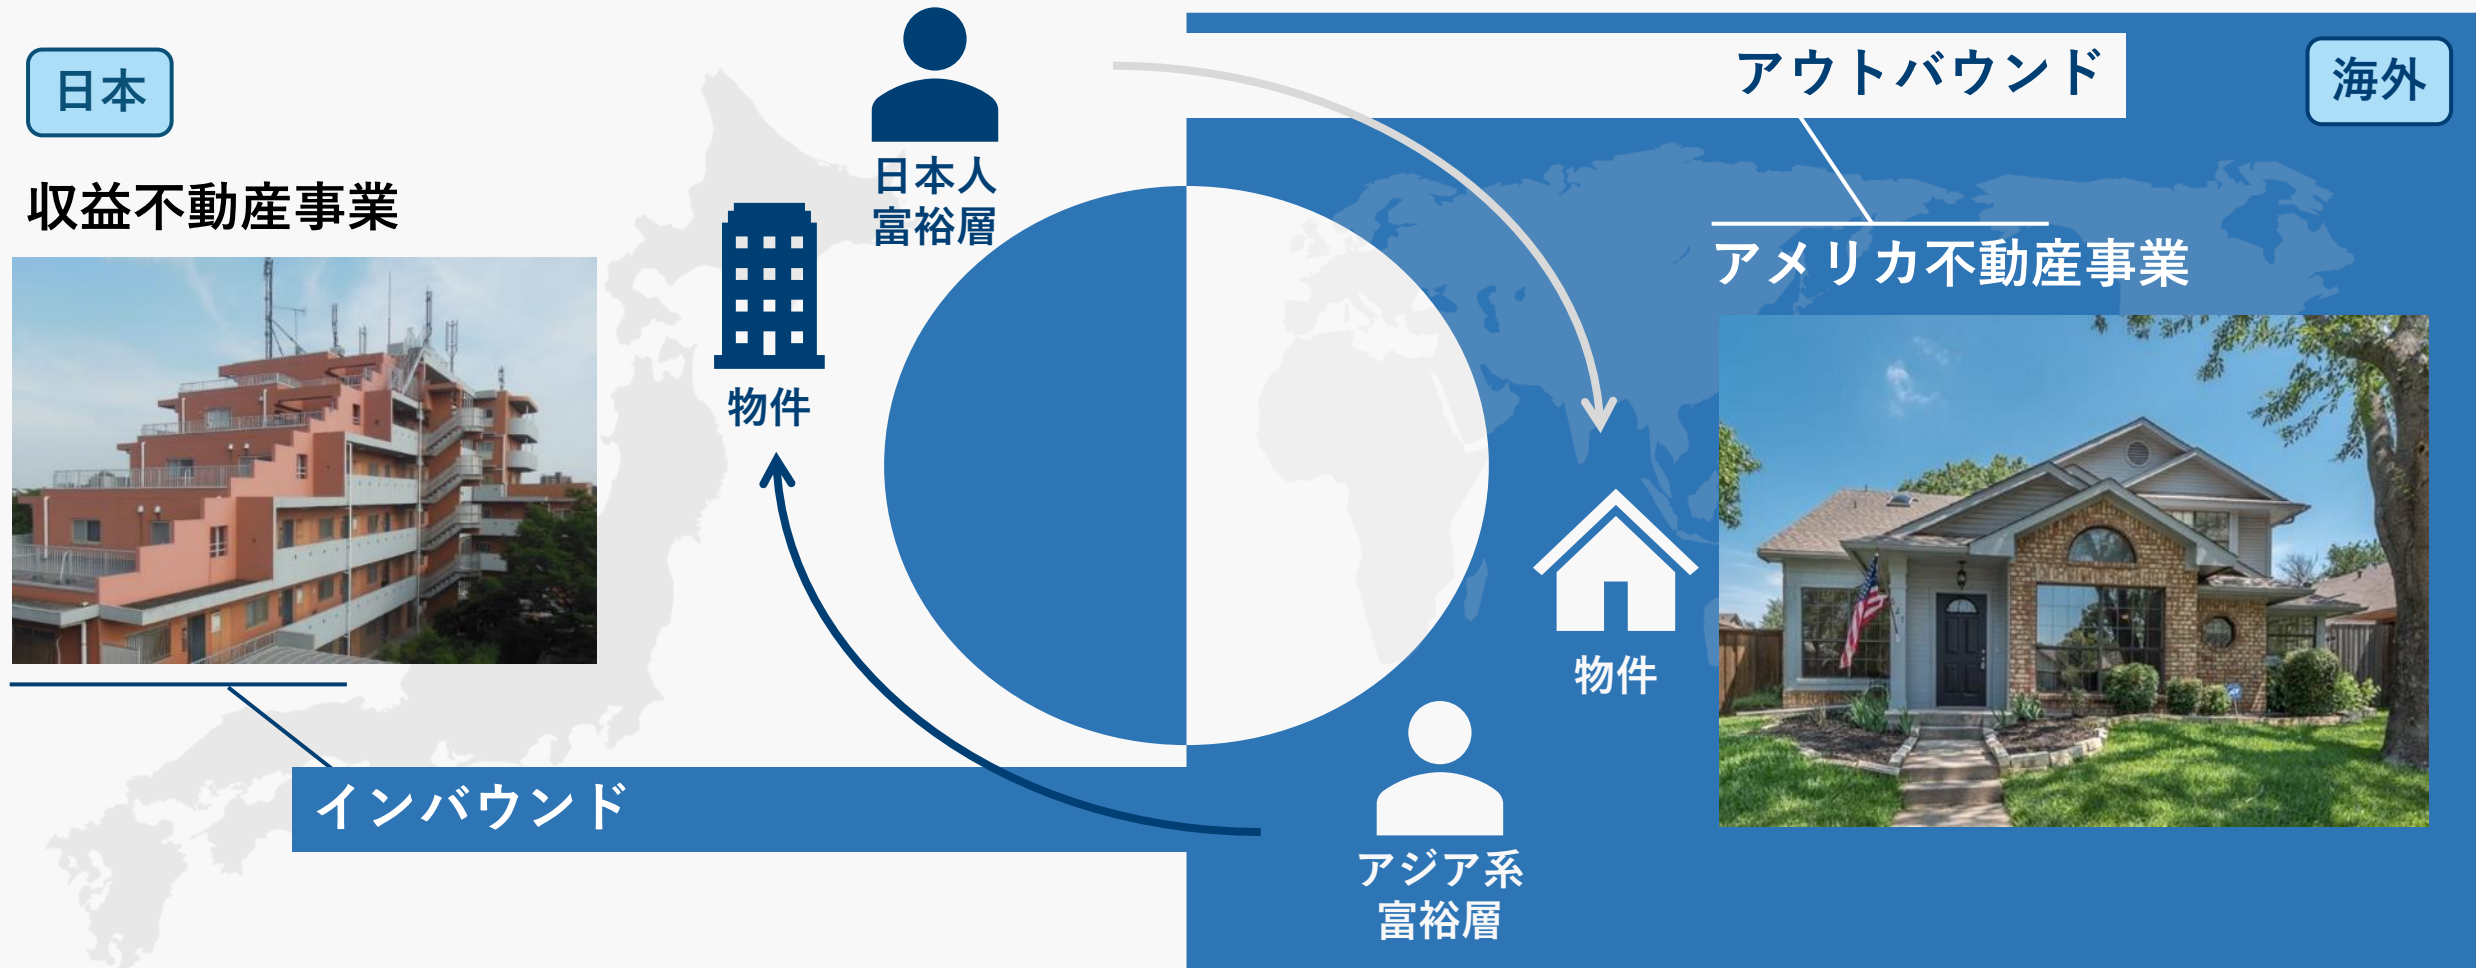 日本
収益不動産事業
日本人
富裕層
物件
インバウンド
アウトバウンド
海外
アメリカ不動産事業
物件
アジア系
富裕層